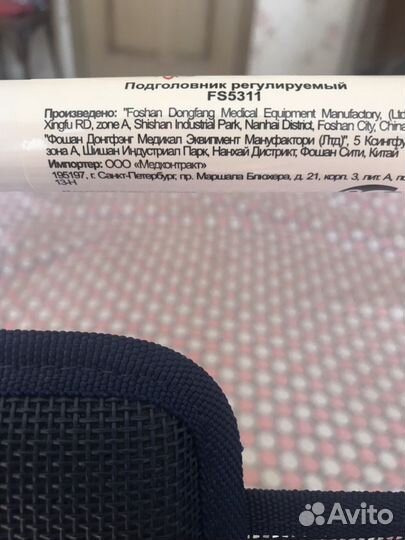 Подголовник регулируемый
FS5311
Произведено: "Foshan Dongfang Medical Equipment Manufactory, (Ltd
Xingfu RD, zone A, Shishan Industrial Park, Nanhai District, Foshan City, China
"Фошан Донгфэнг Медикал Эквипмент Мануфактори (Лтд)", 5 Ксингфу
зона А, Шишан Индустриал Парк, Нанхай Дистрикт, Фошан Сити, Китай
Импортер: ООО «Медконтракт»
195197, г. Санкт-Петербург, пр. Маршала Блюхера, д. 21, корп. 3, лит. А, по
13-Н
Avito